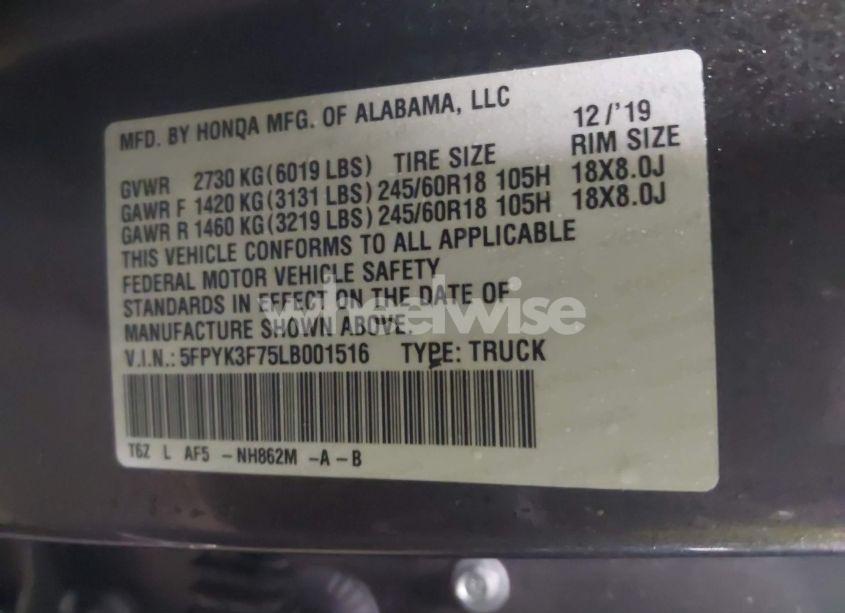 MFD. BY HONDA MFG. OF ALABAMA, LLC 12/'19
GVWR 2730 KG(6019 LBS) TIRE SIZE RIM SIZE
GAWR F 1420 KG(3131 LBS) 245/60R18 105H 18X8.0J
GAWR R 1460 KG(3219 LBS) 245/60R18 105H 18X8.0J
THIS VEHICLE CONFORMS TO ALL APPLICABLE
FEDERAL MOTOR VEHICLE SAFETY
STANDARDS IN EFFECT ON THE DATE OF
MANUFACTURE SHOWN ABOVE.
V.I.N.: 5FPYK3F75LB001516 TYPE: TRUCK
T6Z L AF5 -NH862M -A -B
wheelwise